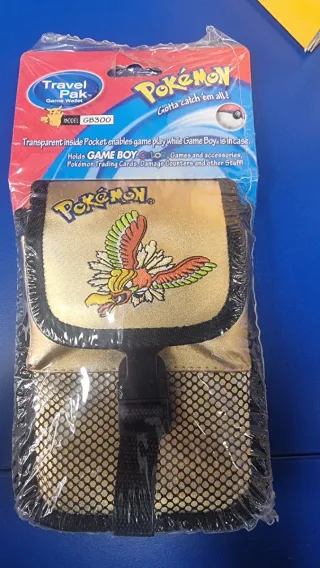 Travel
Pak™
Game Wallet
POKéMON
Gotta catch 'em all!
MODEL GB300
Transparent Inside Pocket enables game play while Game Boy® is in case.
Holds GAME BOY COLOR Games and accessories,
Pokémon Trading Cards, Damage Counters and other Stuff!
POKéMON®